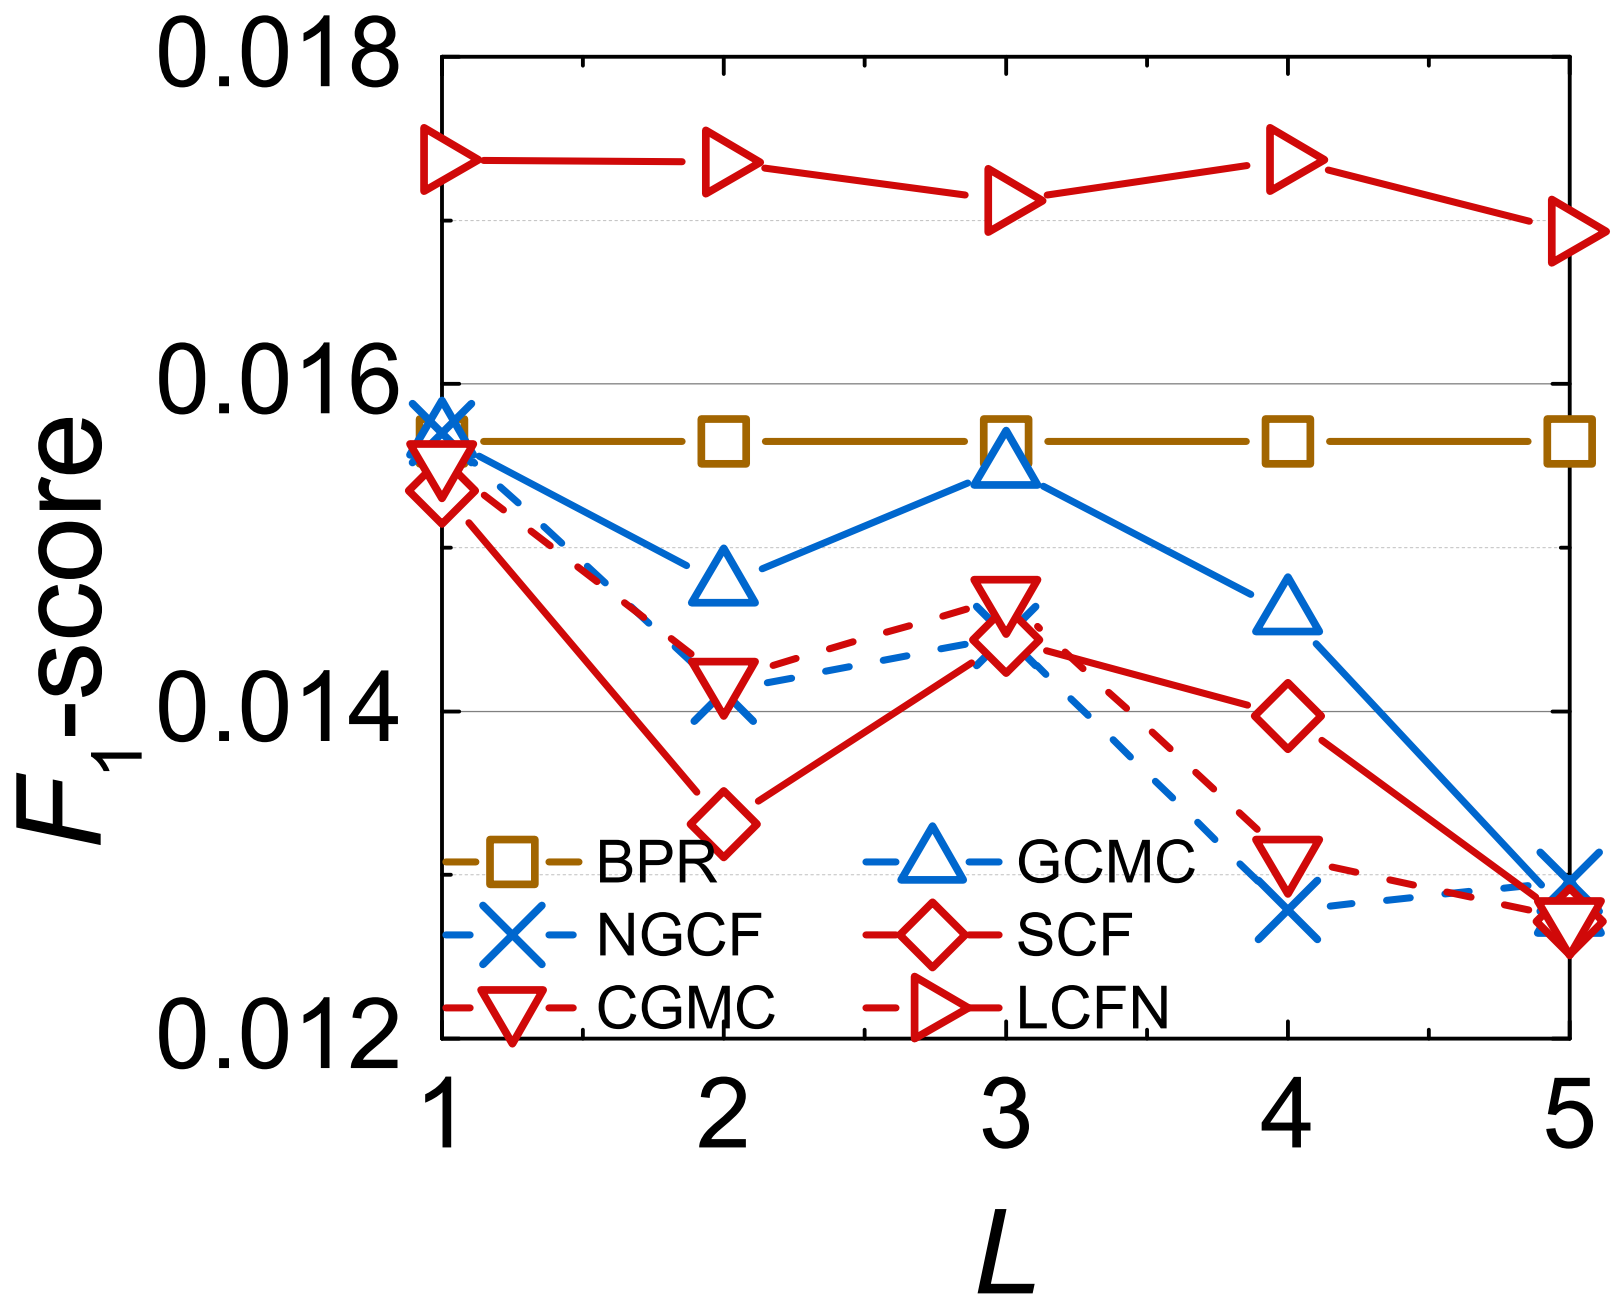 0.018
0.016
0.014
0.012
F1-score
BPR
GCMC
NGCF
SCF
CGMC
LCFN
1 2 3 4 5
L